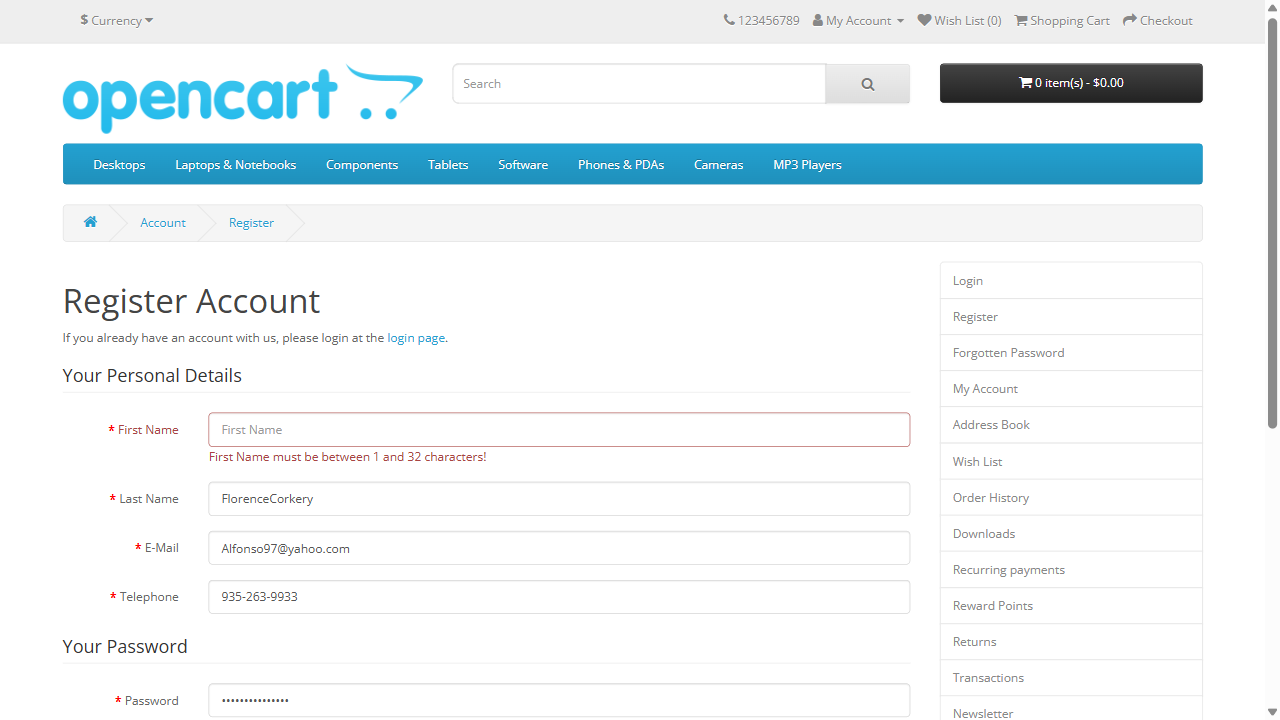 $ Currency
123456789
My Account
Wish List (0)
Shopping Cart
Checkout
opencart
Search
0 item(s) - $0.00
Desktops
Laptops & Notebooks
Components
Tablets
Software
Phones & PDAs
Cameras
MP3 Players
Account
Register
Register Account
If you already have an account with us, please login at the login page.
Your Personal Details
* First Name
First Name
First Name must be between 1 and 32 characters!
* Last Name
FlorenceCorkery
* E-Mail
Alfonso97@yahoo.com
* Telephone
935-263-9933
Your Password
* Password
•••••••••••••••
Login
Register
Forgotten Password
My Account
Address Book
Wish List
Order History
Downloads
Recurring payments
Reward Points
Returns
Transactions
Newsletter